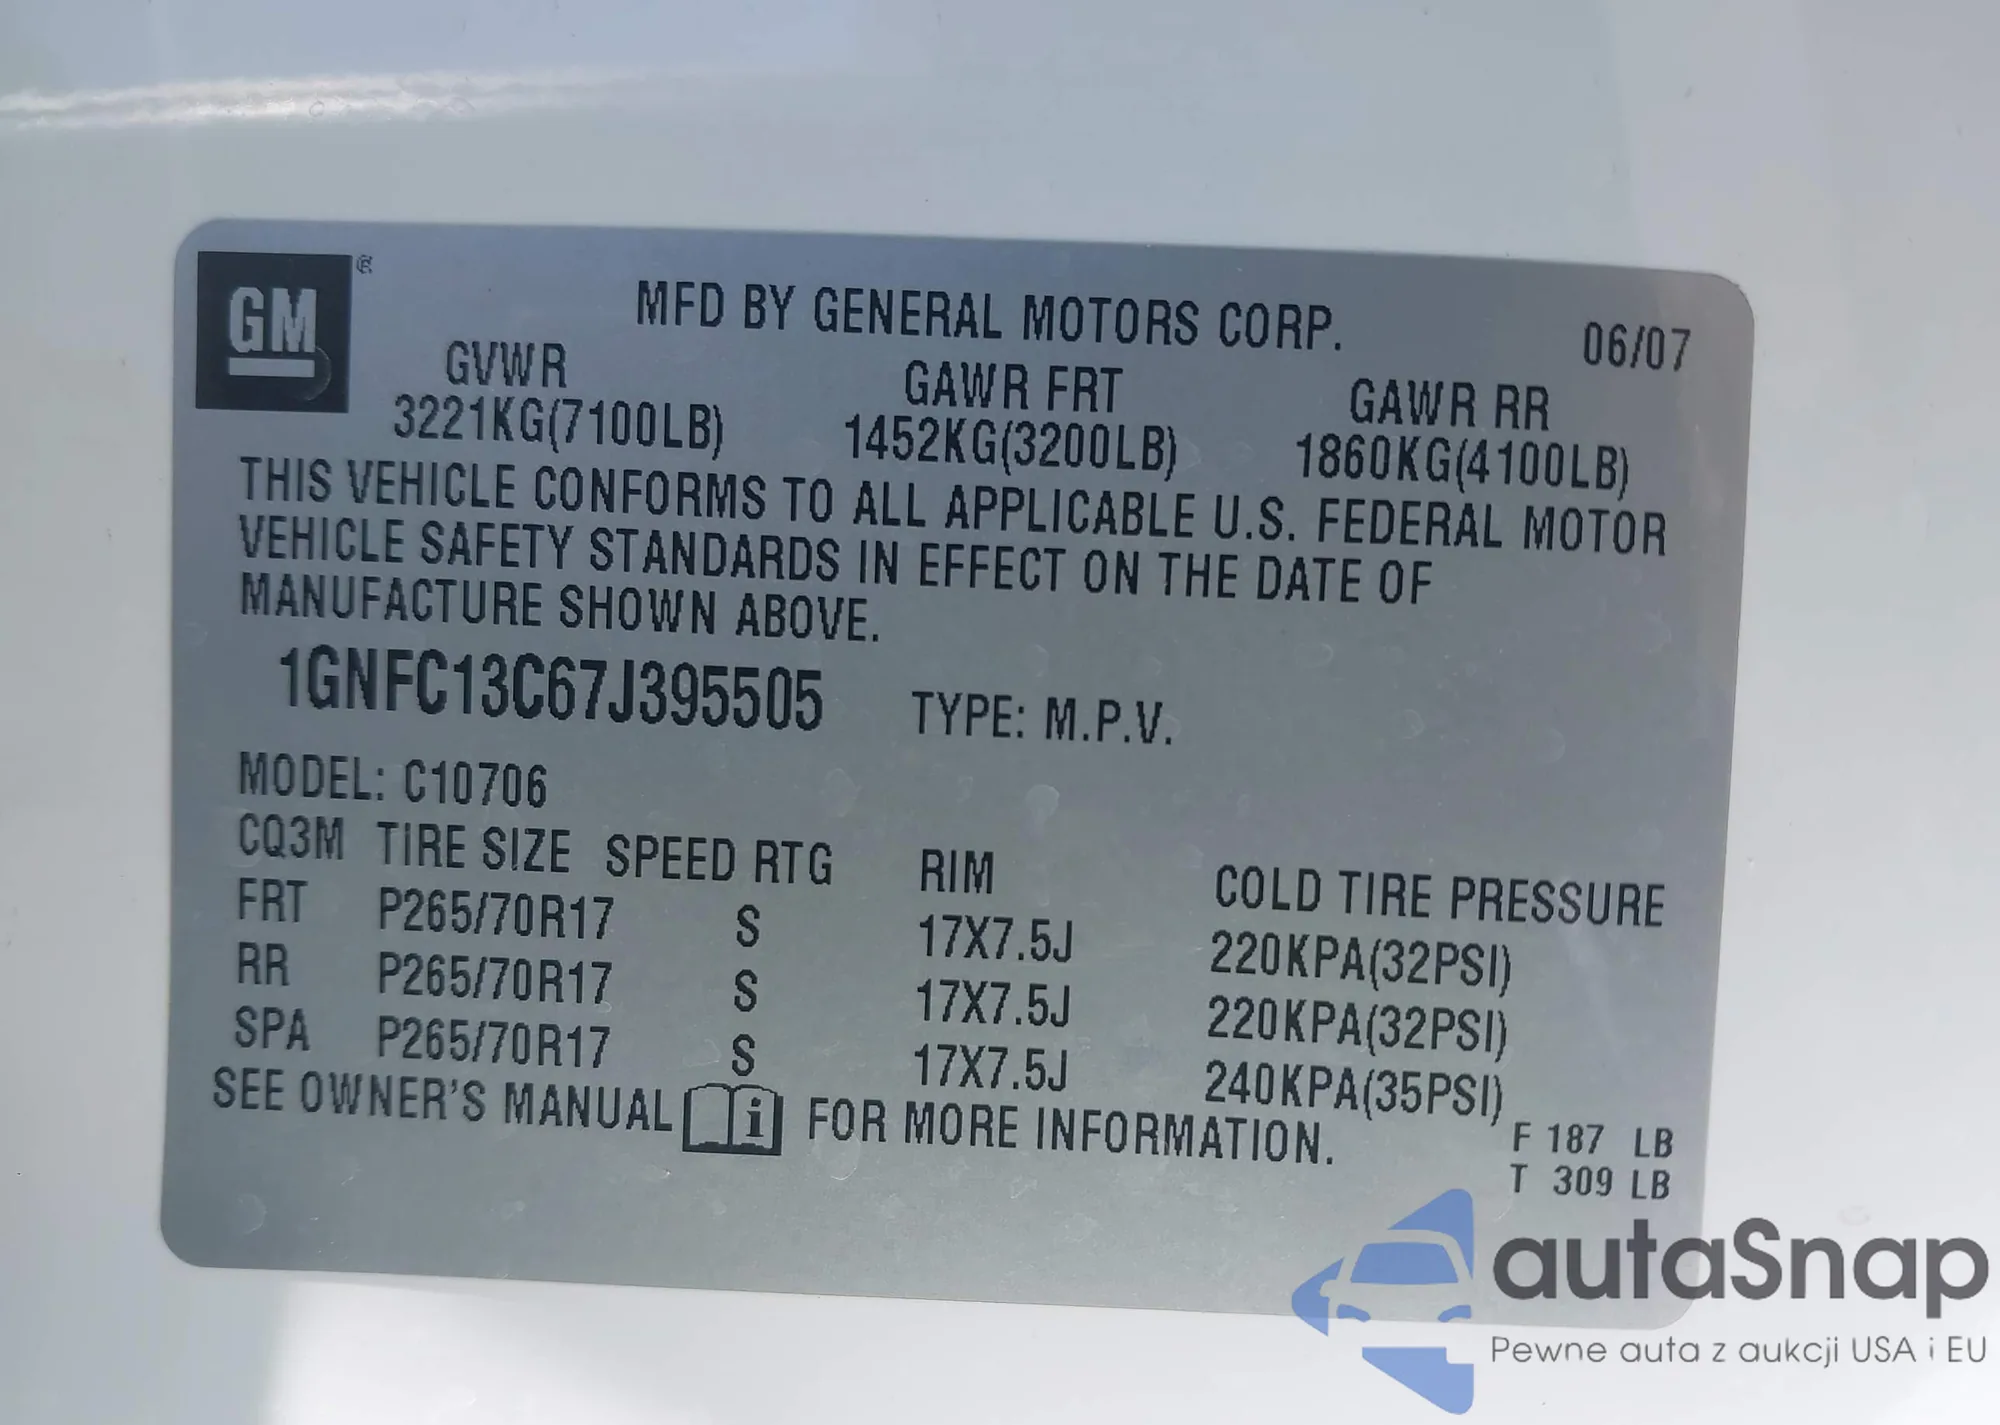 GM®
MFD BY GENERAL MOTORS CORP. 06/07
GVWR GAWR FRT GAWR RR
3221KG(7100LB) 1452KG(3200LB) 1860KG(4100LB)
THIS VEHICLE CONFORMS TO ALL APPLICABLE U.S. FEDERAL MOTOR
VEHICLE SAFETY STANDARDS IN EFFECT ON THE DATE OF
MANUFACTURE SHOWN ABOVE.
1GNFC13C67J395505 TYPE: M.P.V.
MODEL: C10706
CQ3M TIRE SIZE SPEED RTG RIM COLD TIRE PRESSURE
FRT P265/70R17 S 17X7.5J 220KPA(32PSI)
RR P265/70R17 S 17X7.5J 220KPA(32PSI)
SPA P265/70R17 S 17X7.5J 240KPA(35PSI)
SEE OWNER'S MANUAL i FOR MORE INFORMATION.
F 187 LB
T 309 LB
autaSnap
Pewne auta z aukcji USA i EU